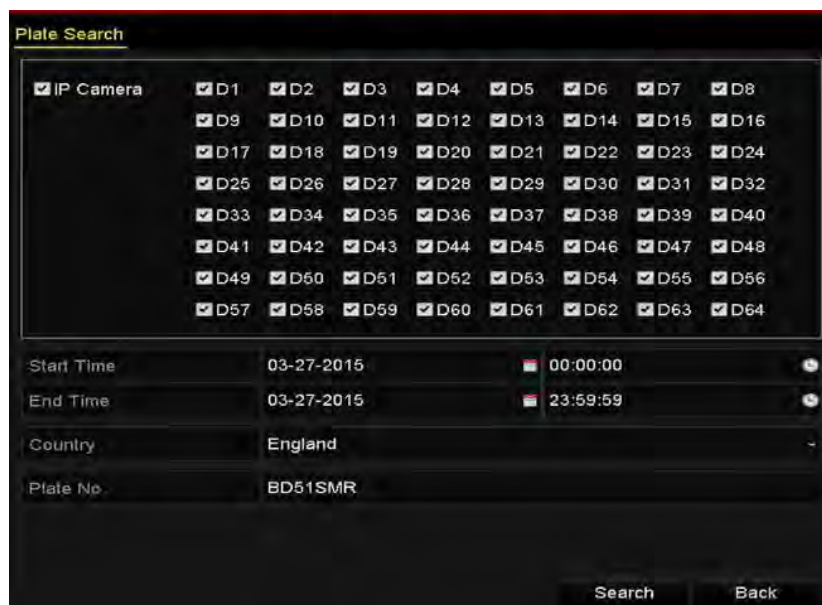 Plate Search
IP Camera D1 D2 D3 D4 D5 D6 D7 D8
D9 D10 D11 D12 D13 D14 D15 D16
D17 D18 D19 D20 D21 D22 D23 D24
D25 D26 D27 D28 D29 D30 D31 D32
D33 D34 D35 D36 D37 D38 D39 D40
D41 D42 D43 D44 D45 D46 D47 D48
D49 D50 D51 D52 D53 D54 D55 D56
D57 D58 D59 D60 D61 D62 D63 D64
Start Time 03-27-2015 00:00:00
End Time 03-27-2015 23:59:59
Country England
Plate No BD51SMR
Search Back